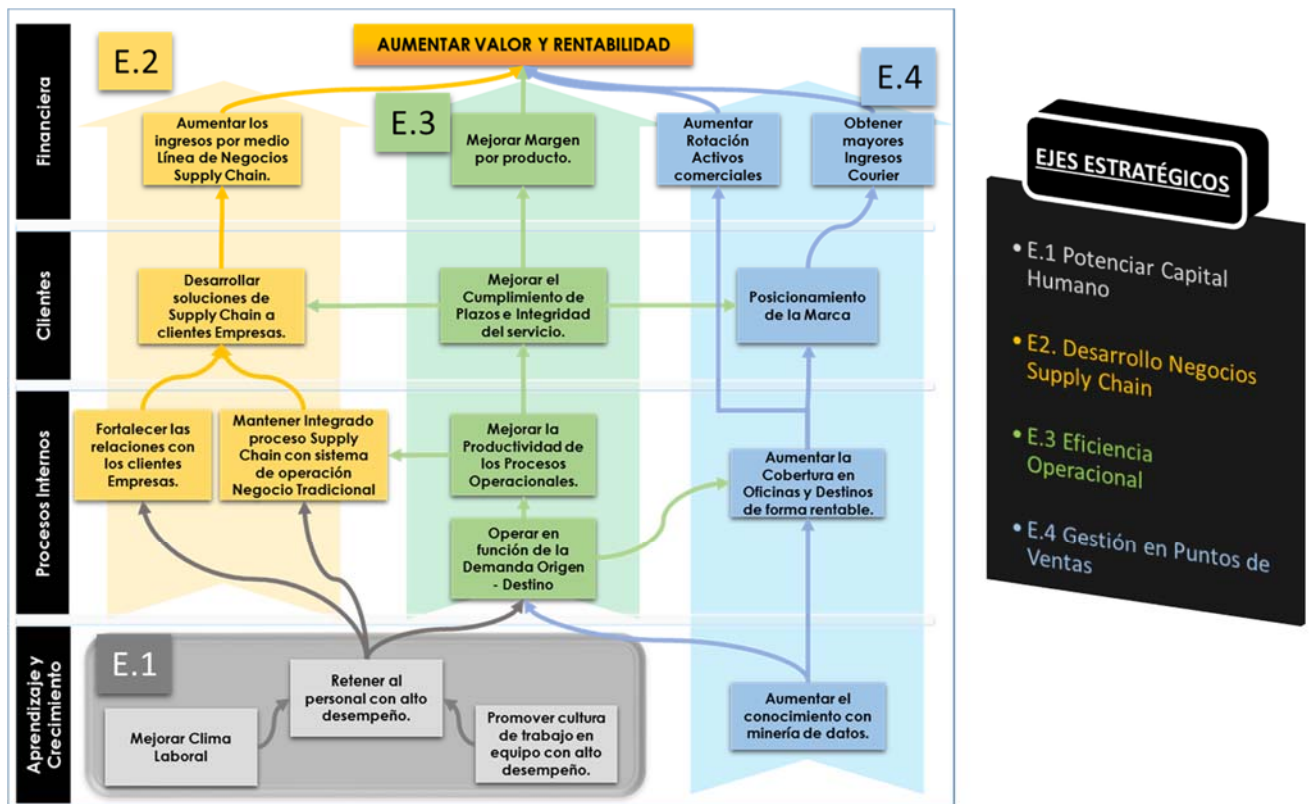 AUMENTAR VALOR Y RENTABILIDAD
Financiera
E.2
E.3
E.4
Aumentar los
ingresos por medio
Línea de Negocios
Supply Chain.
Mejorar Margen
por producto.
Aumentar
Rotación
Activos
comerciales
Obtener
mayores
Ingresos
Courier
Clientes
Desarrollar
soluciones de
Supply Chain a
clientes Empresas.
Mejorar el
Cumplimiento de
Plazos e Integridad
del servicio.
Posicionamiento
de la Marca
Procesos Internos
Fortalecer las
relaciones con
los clientes
Empresas.
Mantener Integrado
proceso Supply
Chain con sistema
de operación
Negocio Tradicional
Mejorar la
Productividad de
los Procesos
Operacionales.
Aumentar la
Cobertura en
Oficinas y Destinos
de forma rentable.
Operar en
función de la
Demanda Origen
- Destino
Aprendizaje y
Crecimiento
E.1
Retener al
personal con alto
desempeño.
Mejorar Clima
Laboral
Promover cultura
de trabajo en
equipo con alto
desempeño.
Aumentar el
conocimiento con
minería de datos.
EJES ESTRATÉGICOS
• E.1 Potenciar Capital
Humano
• E2. Desarrollo Negocios
Supply Chain
• E.3 Eficiencia
Operacional
• E.4 Gestión en Puntos de
Ventas